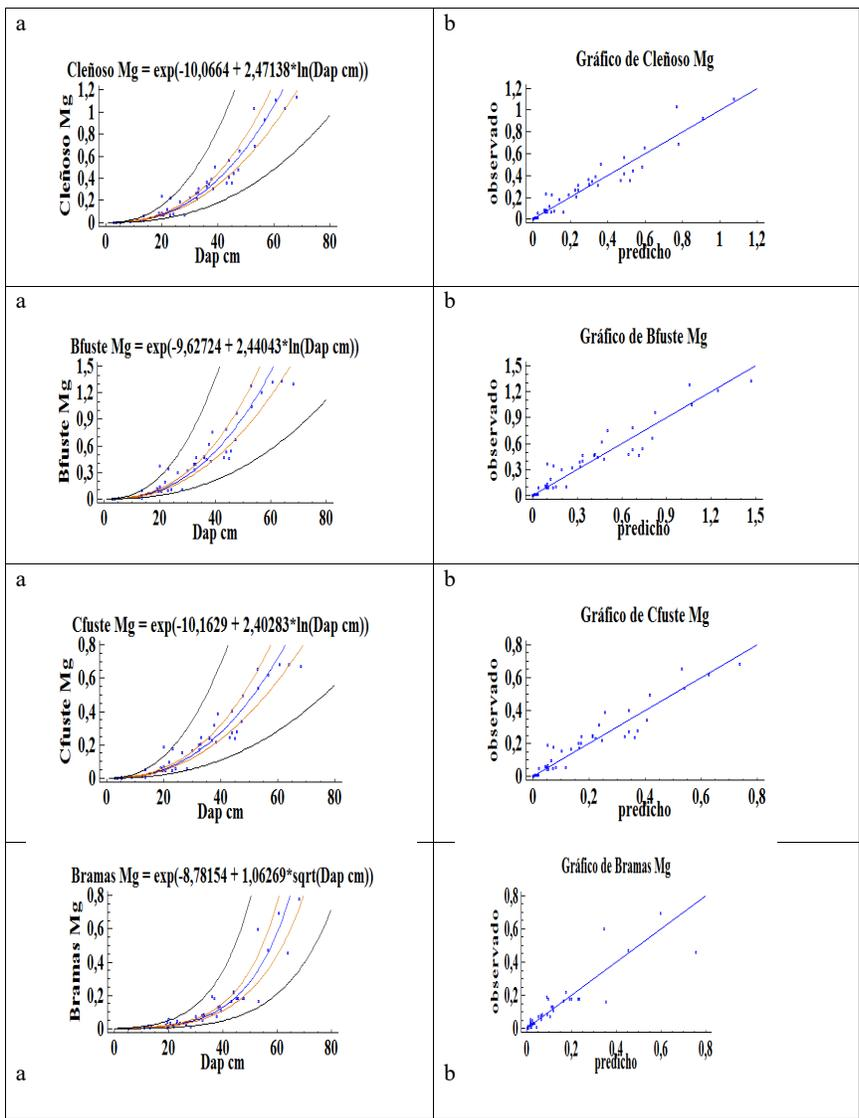 a
Cleñoso Mg = exp(-10,0664 + 2,47138*ln(Dap cm))
Cleñoso Mg
1,2
1
0,8
0,6
0,4
0,2
0
0 20 40 60 80
Dap cm
b
Gráfico de Cleñoso Mg
observado
1,2
1
0,8
0,6
0,4
0,2
0
0 0,2 0,4 0,6 0,8 1 1,2
predicho
a
Bfuste Mg = exp(-9,62724 + 2,44043*ln(Dap cm))
Bfuste Mg
1,5
1,2
0,9
0,6
0,3
0
0 20 40 60 80
Dap cm
b
Gráfico de Bfuste Mg
observado
1,5
1,2
0,9
0,6
0,3
0
0 0,3 0,6 0,9 1,2 1,5
predicho
a
Cfuste Mg = exp(-10,1629 + 2,40283*ln(Dap cm))
Cfuste Mg
0,8
0,6
0,4
0,2
0
0 20 40 60 80
Dap cm
b
Gráfico de Cfuste Mg
observado
0,8
0,6
0,4
0,2
0
0 0,2 0,4 0,6 0,8
predicho
Bramas Mg = exp(-8,78154 + 1,06269*sqrt(Dap cm))
Bramas Mg
0,8
0,6
0,4
0,2
0
0 20 40 60 80
Dap cm
a
Gráfico de Bramas Mg
observado
0,8
0,6
0,4
0,2
0
0 0,2 0,4 0,6 0,8
predicho
b